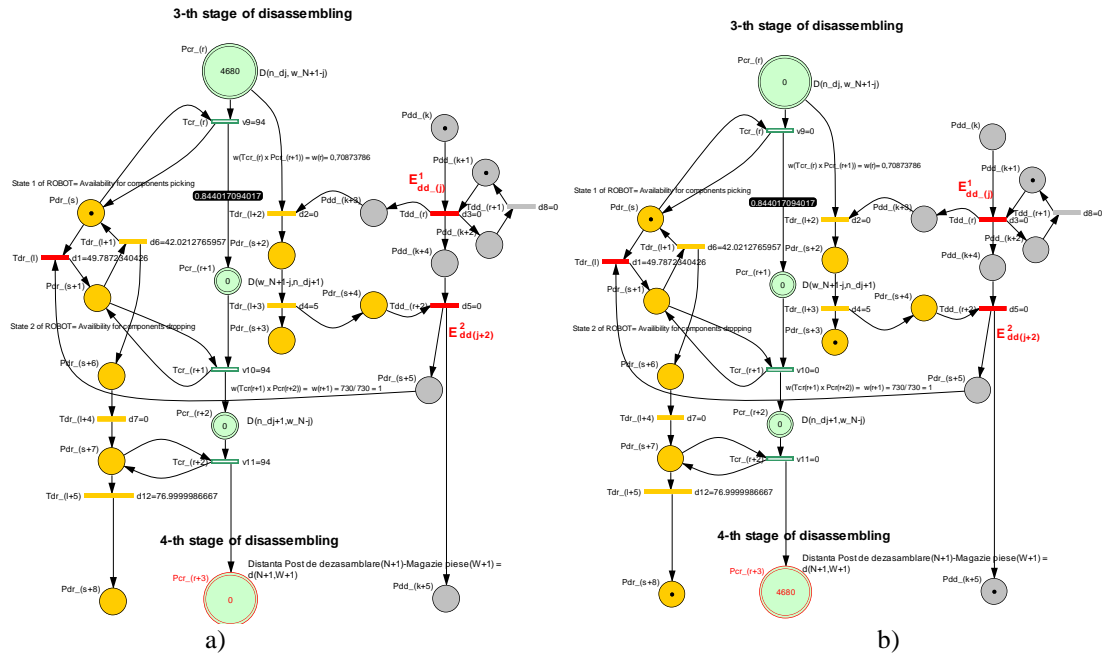 3-th stage of disassembling
Pcr_(r)
4680
D(n_dj, w_N+1-j)
Tcr_(r)
v9=94
Pdd_(k)
w(Tcr_(r) x Pcr_(r+1)) = w(r)= 0,70873786
Pdd_(k+1)
E¹dd_(j)
State 1 of ROBOT= Availability for components picking
0.844017094017
Pdr_(s)
Pdd_(k+3)
Tdd_(r+1)
d8=0
Tdr_(l+2)
d2=0
Tdd_(r)
d3=0
Pdd_(k+2)
Tdr_(l+1)
d6=42.0212765957
Pdr_(s+2)
Pdd_(k+4)
Tdr_(l)
d1=49.7872340426
Pcr_(r+1)
0
D(w_N+1-j,n_dj+1)
Pdr_(s+1)
Pdr_(s+4)
Tdr_(l+3)
d4=5
Tdd_(r+2)
d5=0
State 2 of ROBOT= Availibility for components dropping
Pdr_(s+3)
E²dd(j+2)
Pdr_(s+6)
Tcr_(r+1)
v10=94
w(Tcr(r+1) x Pcr(r+2)) = w(r+1) = 730/ 730 = 1
Pdr_(s+5)
Pcr_(r+2)
0
D(n_dj+1,w_N-j)
Tdr_(l+4)
d7=0
Pdr_(s+7)
Tcr_(r+2)
v11=94
Tdr_(l+5)
d12=76.9999986667
4-th stage of disassembling
Pcr_(r+3)
Distanta Post de dezasamblare(N+1)-Magazie piese(W+1) =
d(N+1,W+1)
Pdr_(s+8)
0
Pdd_(k+5)
a)
3-th stage of disassembling
Pcr_(r)
0
D(n_dj, w_N+1-j)
Tcr_(r)
v9=0
Pdd_(k)
w(Tcr_(r) x Pcr_(r+1)) = w(r)= 0,70873786
Pdd_(k+1)
E¹dd_(j)
State 1 of ROBOT= Availability for components picking
0.844017094017
Pdr_(s)
Pdd_(k+3)
Tdd_(r+1)
d8=0
Tdr_(l+2)
d2=0
Tdd_(r)
d3=0
Pdd_(k+2)
Tdr_(l+1)
d6=42.0212765957
Pdr_(s+2)
Pdd_(k+4)
Tdr_(l)
d1=49.7872340426
Pcr_(r+1)
0
D(w_N+1-j,n_dj+1)
Pdr_(s+1)
Pdr_(s+4)
Tdr_(l+3)
d4=5
Tdd_(r+2)
d5=0
State 2 of ROBOT= Availibility for components dropping
Pdr_(s+3)
E²dd(j+2)
Pdr_(s+6)
Tcr_(r+1)
v10=0
w(Tcr(r+1) x Pcr(r+2)) = w(r+1) = 730/ 730 = 1
Pdr_(s+5)
Pcr_(r+2)
0
D(n_dj+1,w_N-j)
Tdr_(l+4)
d7=0
Pdr_(s+7)
Tcr_(r+2)
v11=0
Tdr_(l+5)
d12=76.9999986667
4-th stage of disassembling
Pcr_(r+3)
Distanta Post de dezasamblare(N+1)-Magazie piese(W+1) =
d(N+1,W+1)
Pdr_(s+8)
4680
Pdd_(k+5)
b)